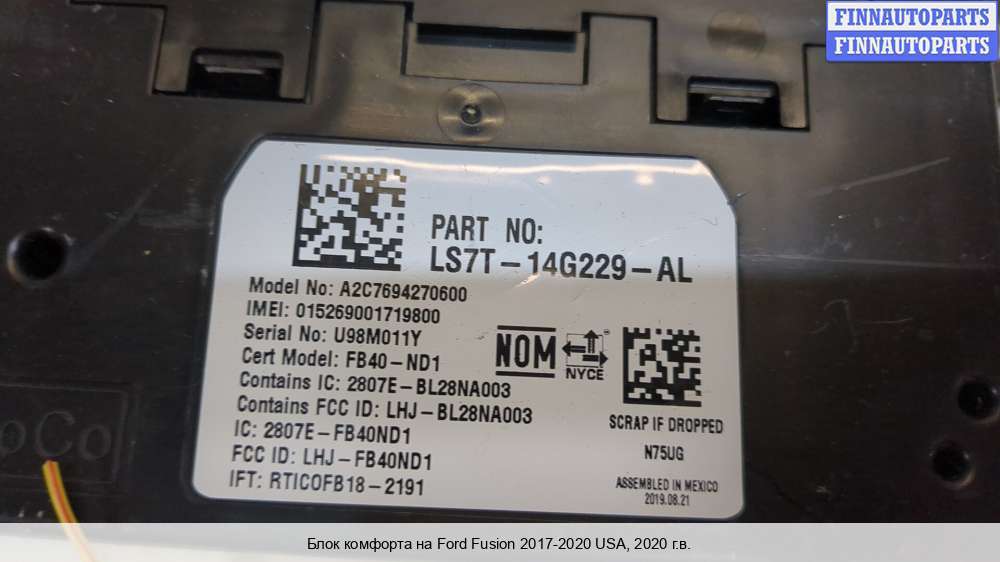 FINNAUTOPARTS
FINNAUTOPARTS
PART NO:
LS7T-14G229-AL
Model No: A2C7694270600
IMEI: 015269001719800
Serial No: U98M011Y
Cert Model: FB40-ND1
Contains IC: 2807E-BL28NA003
Contains FCC ID: LHJ-BL28NA003
IC: 2807E-FB40ND1
FCC ID: LHJ-FB40ND1
IFT: RTICOFB18-2191
NOM
NYCE
SCRAP IF DROPPED
N75UG
ASSEMBLED IN MEXICO
2019.08.21
oCo
Блок комфорта на Ford Fusion 2017-2020 USA, 2020 г.в.